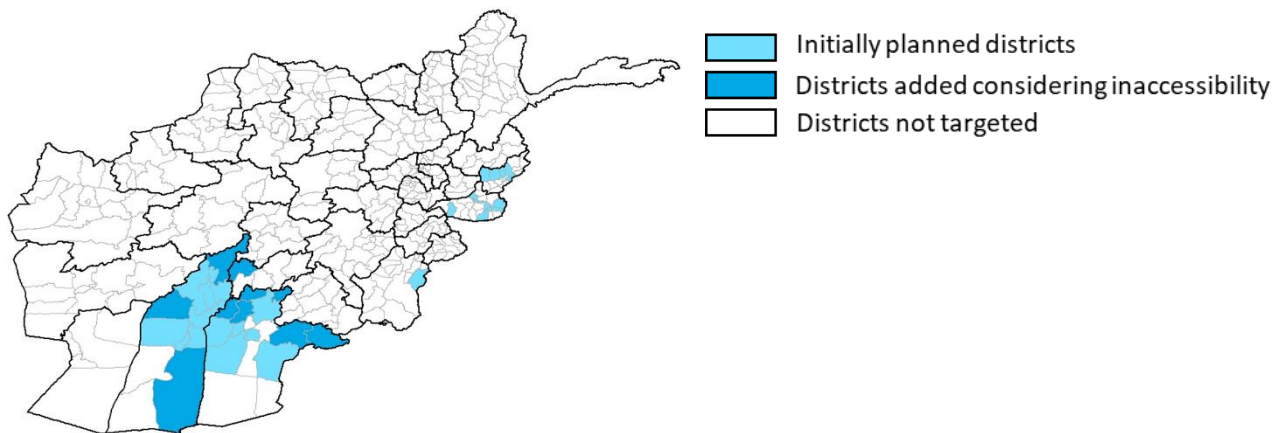 Initially planned districts
Districts added considering inaccessibility
Districts not targeted